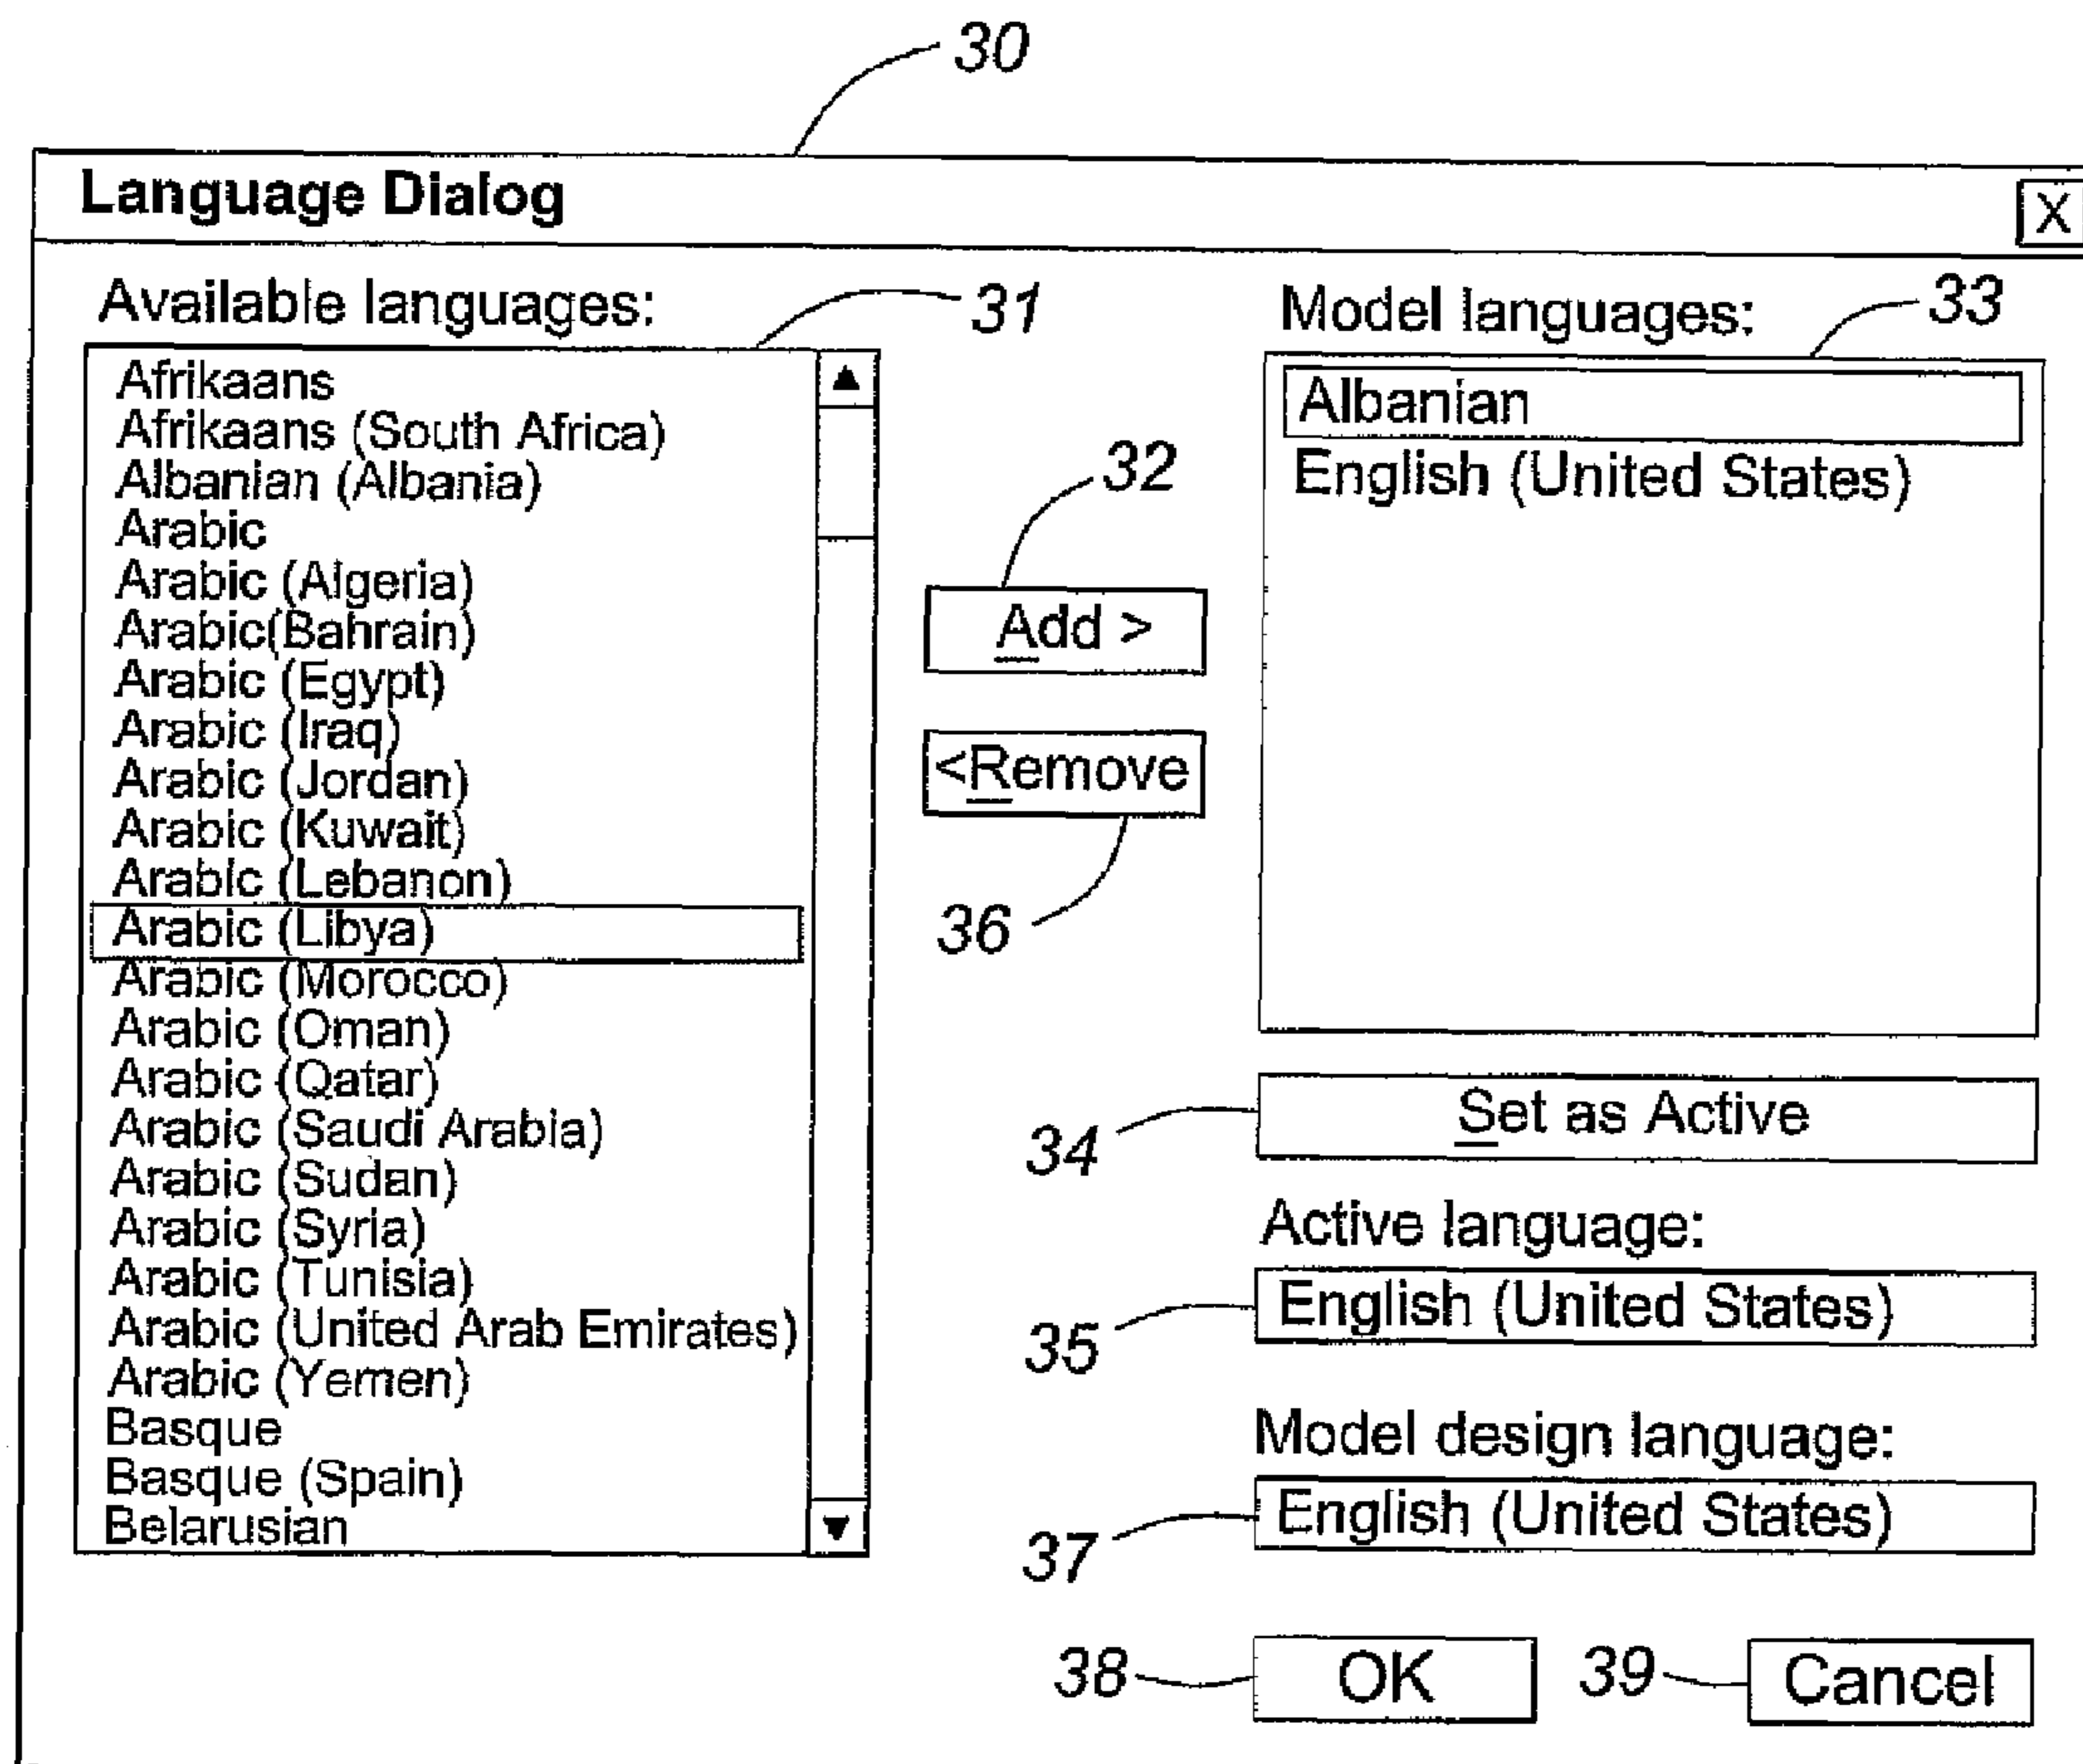 30
Language Dialog
X
Available languages:
31
Afrikaans
Afrikaans (South Africa)
Albanian (Albania)
Arabic
Arabic (Algeria)
Arabic(Bahrain)
Arabic (Egypt)
Arabic (Iraq)
Arabic (Jordan)
Arabic (Kuwait)
Arabic (Lebanon)
Arabic (Libya)
Arabic (Morocco)
Arabic (Oman)
Arabic (Qatar)
Arabic (Saudi Arabia)
Arabic (Sudan)
Arabic (Syria)
Arabic (Tunisia)
Arabic (United Arab Emirates)
Arabic (Yemen)
Basque
Basque (Spain)
Belarusian
32
Add >
<Remove
36
Model languages:
33
Albanian
English (United States)
34
Set as Active
Active language:
35
English (United States)
Model design language:
37
English (United States)
38
OK
39
Cancel